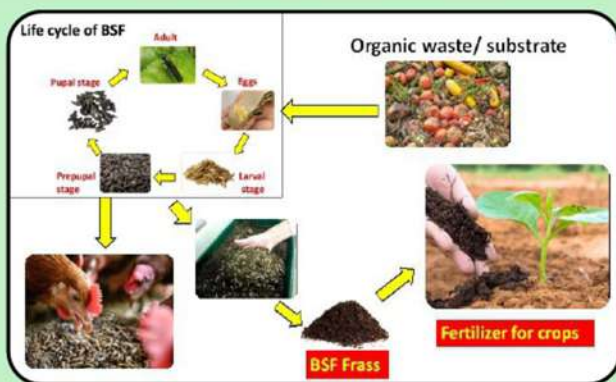 Life cycle of BSF
Adult
Organic waste/ substrate
Pupal stage
Eggs
Prepupal
stage
Larval
stage
Fertilizer for crops
BSF Frass